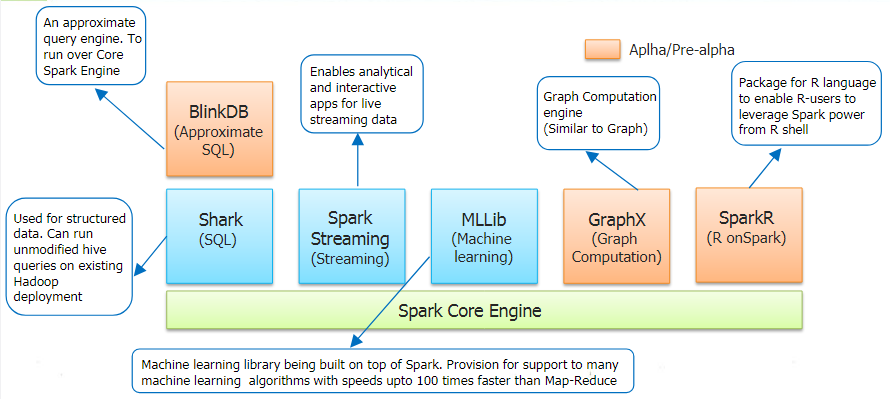 An approximate
query engine. To
run over Core
Spark Engine
Aplha/Pre-alpha
Enables analytical
and interactive
apps for live
streaming data
Graph Computation
engine
(Similar to Graph)
Package for R language
to enable R-users to
leverage Spark power
from R shell
BlinkDB
(Approximate
SQL)
Used for structured
data. Can run
unmodified hive
queries on existing
Hadoop
deployment
Shark
(SQL)
Spark
Streaming
(Streaming)
MLLib
(Machine
learning)
GraphX
(Graph
Computation)
SparkR
(R onSpark)
Spark Core Engine
Machine learning library being built on top of Spark. Provision for support to many
machine learning algorithms with speeds upto 100 times faster than Map-Reduce